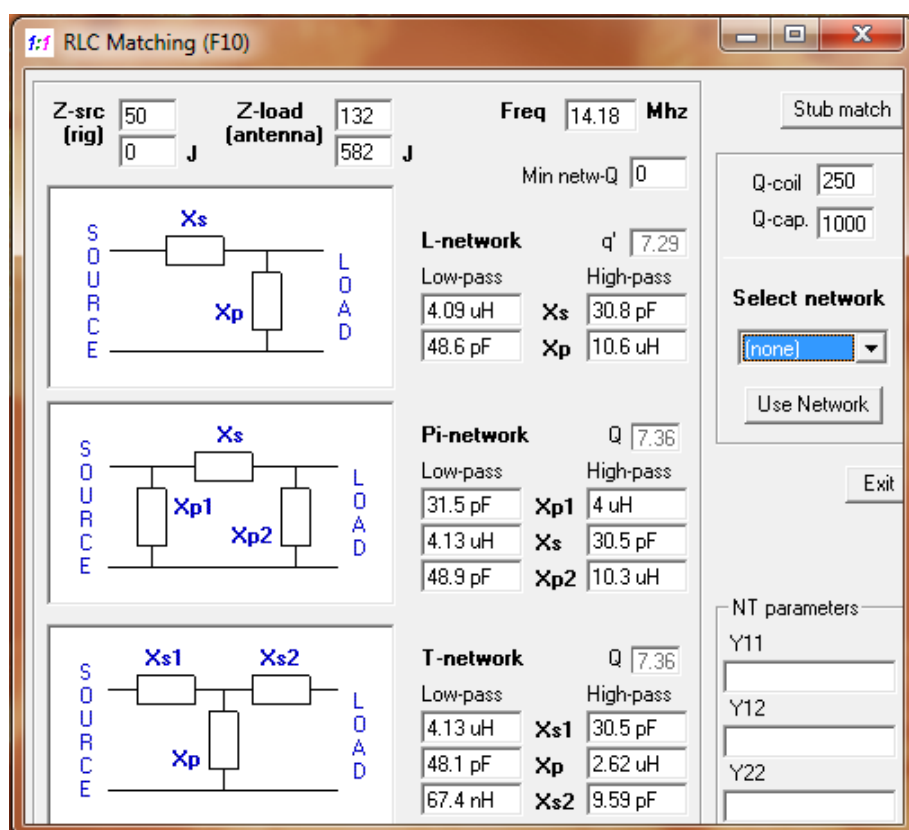 1:1 RLC Matching (F10)
Z-src 50 Z-load 132 Freq 14.18 Mhz
(rig) 0 J (antenna) 582 J
Min netw-Q 0
Stub match
Q-coil 250
Q-cap. 1000
Select network
(none)
Use Network
Exit
SOURCE
Xs
Xp
LOAD
L-network q' 7.29
Low-pass High-pass
4.09 uH Xs 30.8 pF
48.6 pF Xp 10.6 uH
SOURCE
Xs
Xp1
Xp2
LOAD
Pi-network Q 7.36
Low-pass High-pass
31.5 pF Xp1 4 uH
4.13 uH Xs 30.5 pF
48.9 pF Xp2 10.3 uH
SOURCE
Xs1 Xs2
Xp
LOAD
T-network Q 7.36
Low-pass High-pass
4.13 uH Xs1 30.5 pF
48.1 pF Xp 2.62 uH
67.4 nH Xs2 9.59 pF
NT parameters
Y11
Y12
Y22